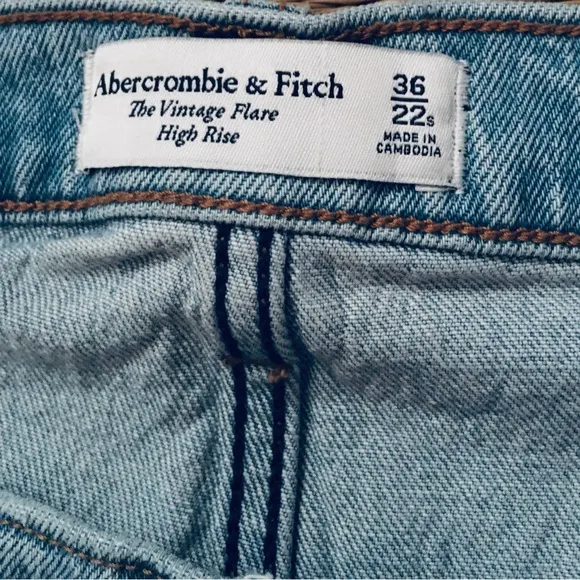 Abercrombie & Fitch
The Vintage Flare
High Rise
36
22s
MADE IN
CAMBODIA